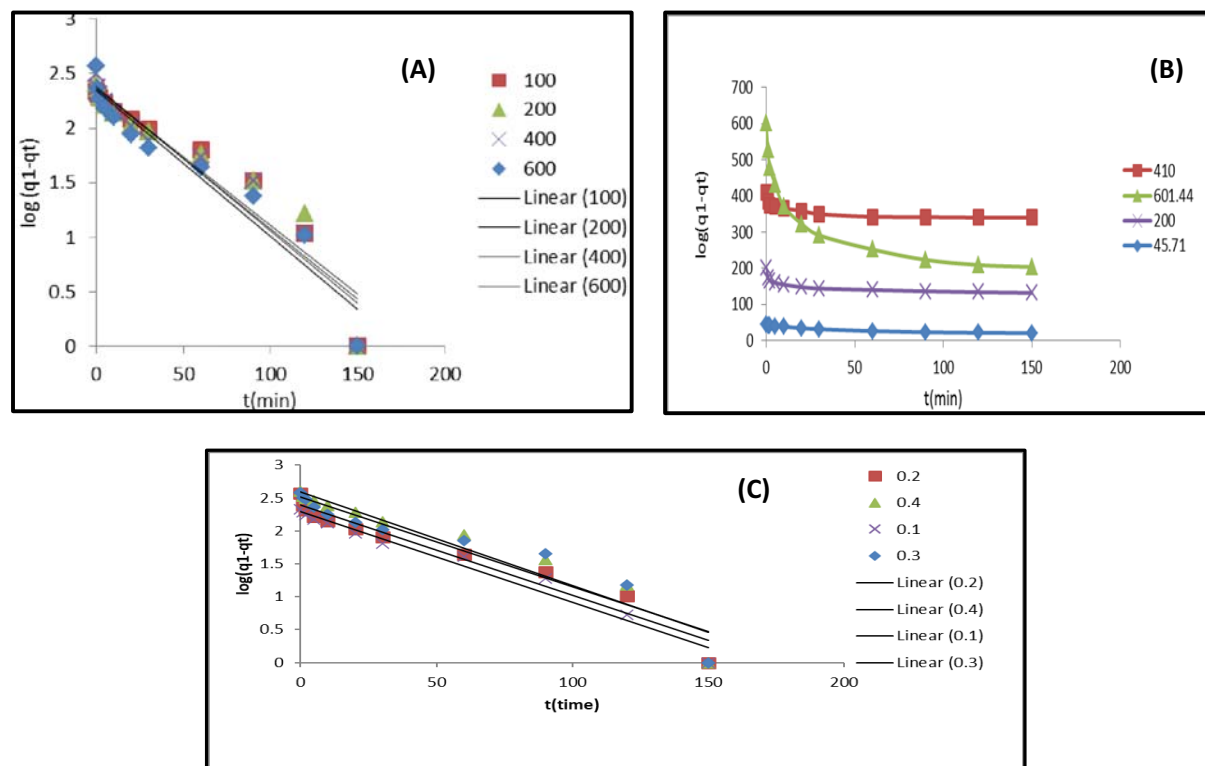 (A)
3
2.5
2
1.5
1
0.5
0
log (q1-qt)
0 50 100 150 200
t(min)
100
200
400
600
Linear (100)
Linear (200)
Linear (400)
Linear (600)
(B)
700
600
500
400
300
200
100
0
log(q1-qt)
0 50 100 150 200
t(min)
410
601.44
200
45.71
(C)
3
2.5
2
1.5
1
0.5
0
log(q1-qt)
0 50 100 150 200
t(time)
0.2
0.4
0.1
0.3
Linear (0.2)
Linear (0.4)
Linear (0.1)
Linear (0.3)